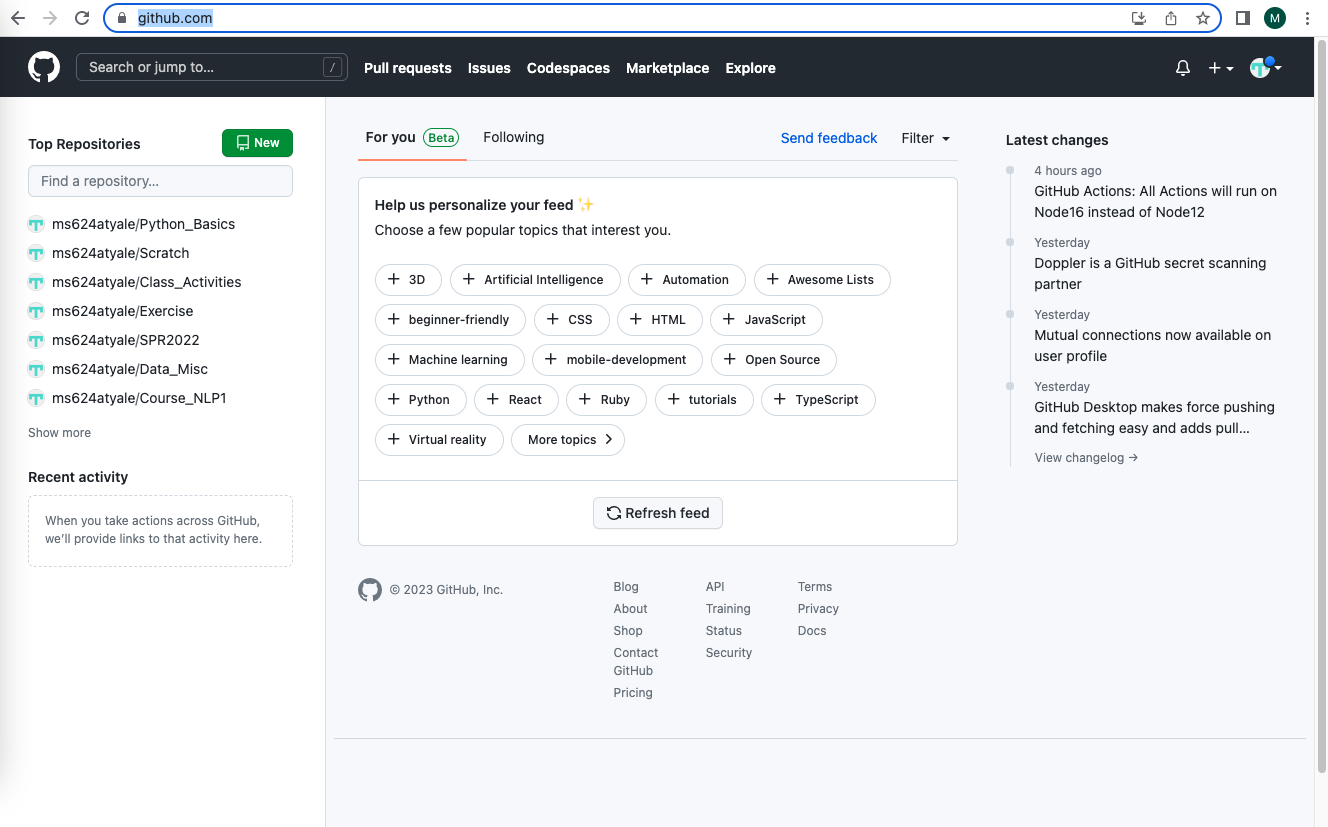 github.com
M
Search or jump to...
/
Pull requests
Issues
Codespaces
Marketplace
Explore
Top Repositories
New
Find a repository...
ms624atyale/Python_Basics
ms624atyale/Scratch
ms624atyale/Class_Activities
ms624atyale/Exercise
ms624atyale/SPR2022
ms624atyale/Data_Misc
ms624atyale/Course_NLP1
Show more
Recent activity
When you take actions across GitHub,
we'll provide links to that activity here.
For you Beta
Following
Send feedback
Filter
Help us personalize your feed ✨
Choose a few popular topics that interest you.
+ 3D
+ Artificial Intelligence
+ Automation
+ Awesome Lists
+ beginner-friendly
+ CSS
+ HTML
+ JavaScript
+ Machine learning
+ mobile-development
+ Open Source
+ Python
+ React
+ Ruby
+ tutorials
+ TypeScript
+ Virtual reality
More topics >
Refresh feed
Latest changes
4 hours ago
GitHub Actions: All Actions will run on
Node16 instead of Node12
Yesterday
Doppler is a GitHub secret scanning
partner
Yesterday
Mutual connections now available on
user profile
Yesterday
GitHub Desktop makes force pushing
and fetching easy and adds pull...
View changelog →
© 2023 GitHub, Inc.
Blog
About
Shop
Contact
GitHub
Pricing
API
Training
Status
Security
Terms
Privacy
Docs